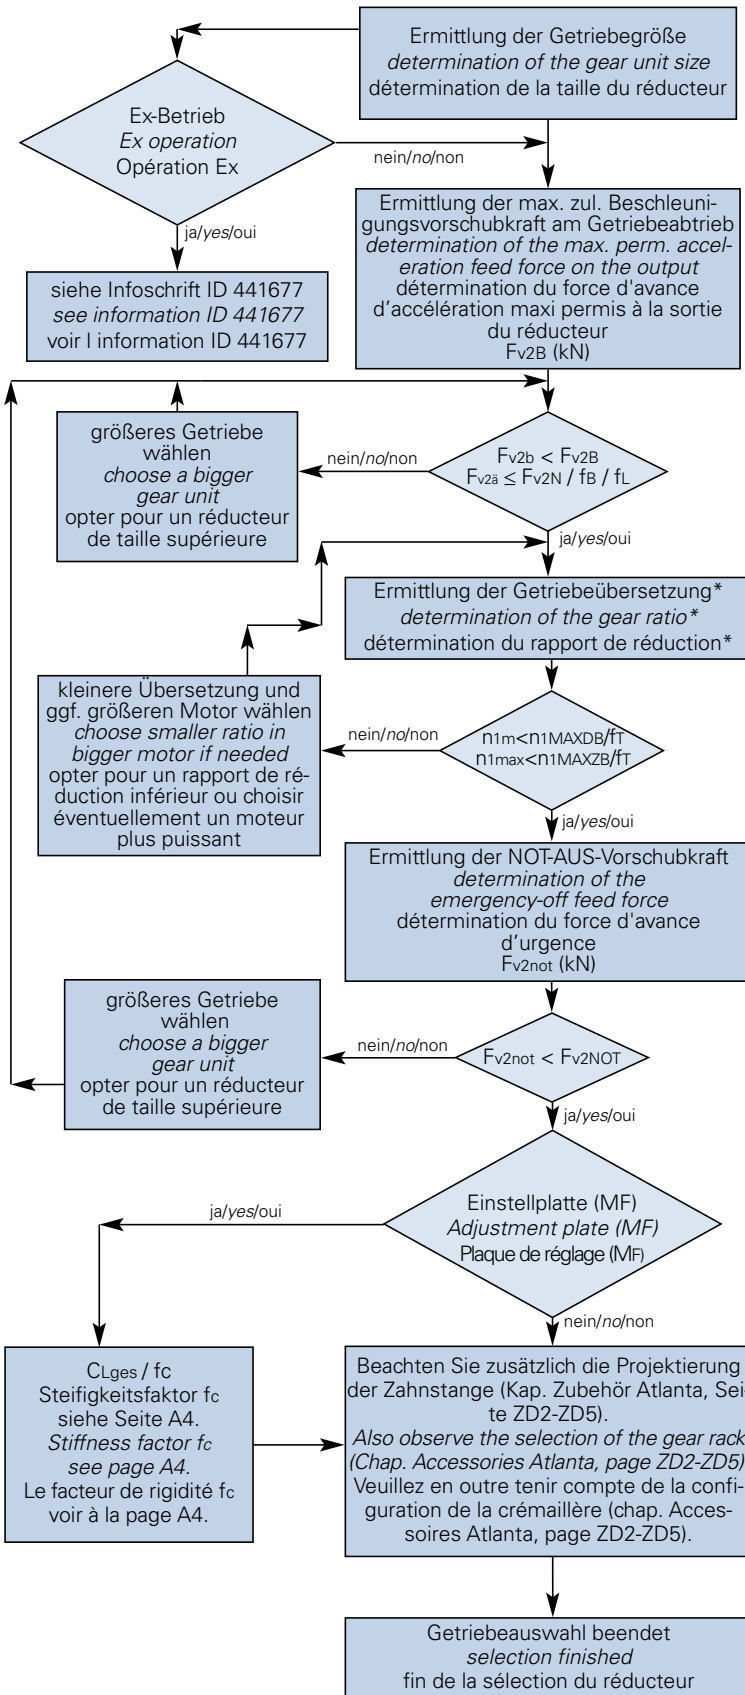 Ermittlung der Getriebegröße
determination of the gear unit size
détermination de la taille du réducteur
Ex-Betrieb
Ex operation
Opération Ex
nein/no/non
ja/yes/oui
siehe Infoschrift ID 441677
see information ID 441677
voir l information ID 441677
Ermittlung der max. zul. Beschleuni-
gungsvorschubkraft am Getriebeabtrieb
determination of the max. perm. accel-
eration feed force on the output
détermination du force d'avance
d'accélération maxi permis à la sortie
du réducteur
Fv2B (kN)
größeres Getriebe
wählen
choose a bigger
gear unit
opter pour un réducteur
de taille supérieure
nein/no/non
Fv2b < Fv2B
Fv2ä ≤ Fv2N / fB / fL
ja/yes/oui
Ermittlung der Getriebeübersetzung*
determination of the gear ratio*
détermination du rapport de réduction*
kleinere Übersetzung und
ggf. größeren Motor wählen
choose smaller ratio in
bigger motor if needed
opter pour un rapport de ré-
duction inférieur ou choisir
éventuellement un moteur
plus puissant
nein/no/non
n1m<n1MAXDB/fT
n1max<n1MAXZB/fT
ja/yes/oui
Ermittlung der NOT-AUS-Vorschubkraft
determination of the
emergency-off feed force
détermination du force d'avance
d'urgence
Fv2not (kN)
größeres Getriebe
wählen
choose a bigger
gear unit
opter pour un réducteur
de taille supérieure
nein/no/non
Fv2not < Fv2NOT
ja/yes/oui
Einstellplatte (MF)
Adjustment plate (MF)
Plaque de réglage (MF)
ja/yes/oui
nein/no/non
CLges / fc
Steifigkeitsfaktor fc
siehe Seite A4.
Stiffness factor fc
see page A4.
Le facteur de rigidité fc
voir à la page A4.
Beachten Sie zusätzlich die Projektierung
der Zahnstange (Kap. Zubehör Atlanta, Sei-
te ZD2-ZD5).
Also observe the selection of the gear rack
(Chap. Accessories Atlanta, page ZD2-ZD5)
Veuillez en outre tenir compte de la confi-
guration de la crémaillère (chap. Acces-
soires Atlanta, page ZD2-ZD5).
Getriebeauswahl beendet
selection finished
fin de la sélection du réducteur